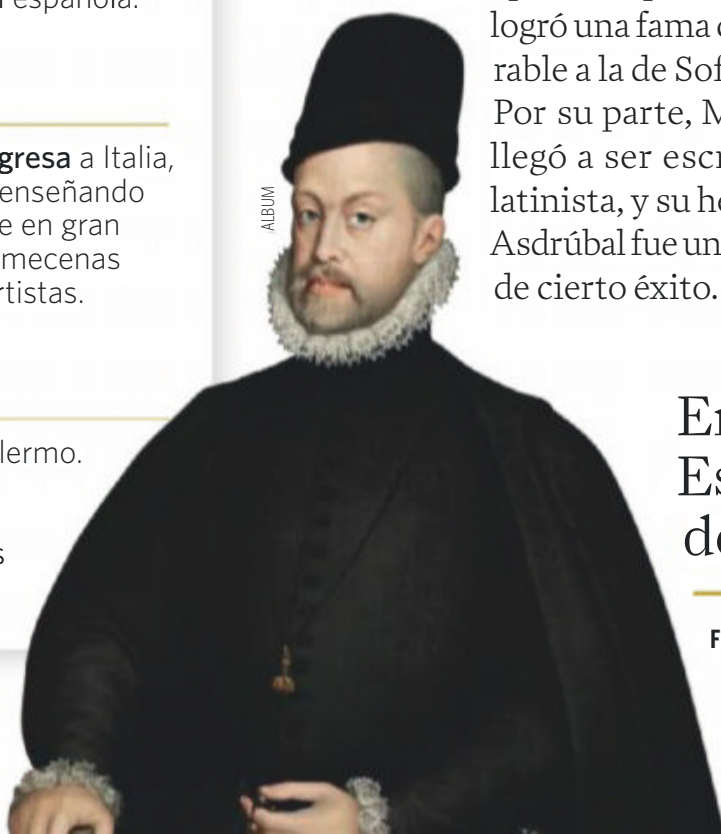 española.
gresa a Italia,
enseñando
e en gran
mecenas
rtistas.
lermo.
s
ALBUM
logró una fama
rable a la de Sof
Por su parte, M
llegó a ser escr
latinista, y su he
Asdrúbal fue un
de cierto éxito.
En
Es
de
F